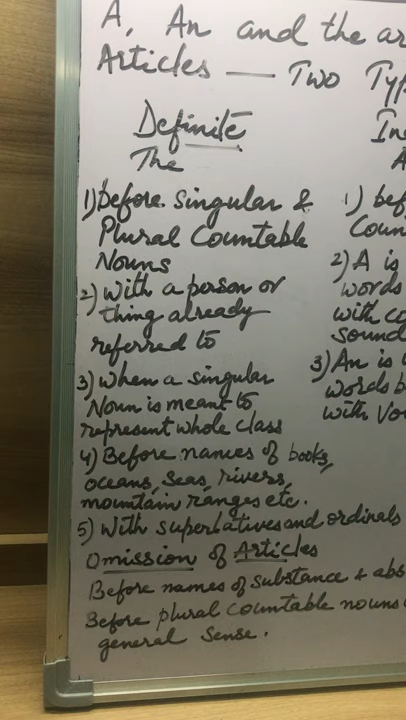 A, An and the
Articles — Two
Definite
The
1) before singular &
Plural Countable
Nouns
2) With a person or
thing already
referred to
3) When a singular
Noun is meant to
represent whole class
4) Before names of books,
oceans, seas, rivers,
mountain ranges etc.
5) With superlatives and ordinals
Omission of Articles
Before names of substance &
Before plural countable nouns
general sense.
1)
2) A is
words
with
sound
3) An is
words
with